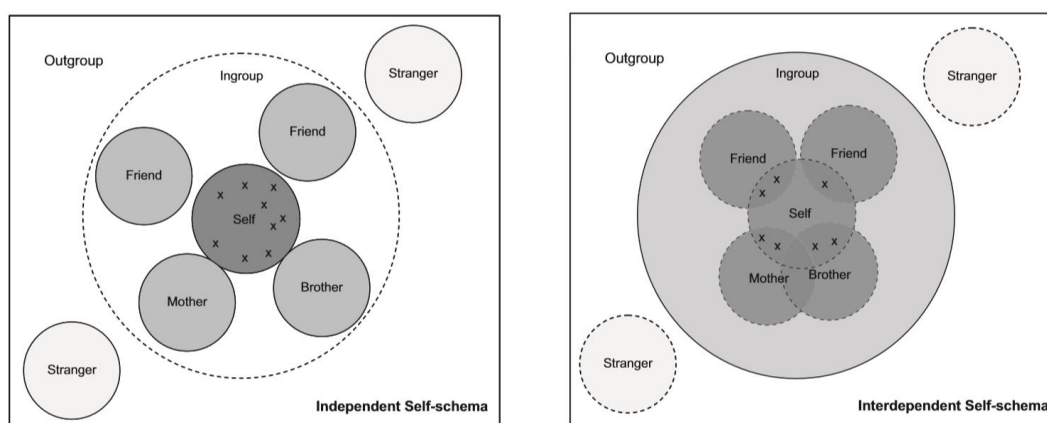 Outgroup
Ingroup
Stranger
Friend
Friend
x x x
x
Self x
x
x
x
x
Mother
Brother
Stranger
Independent Self-schema
Outgroup
Ingroup
Stranger
Friend
Friend
x
x
x
Self
x
x
x
x
Mother
Brother
Stranger
Interdependent Self-schema